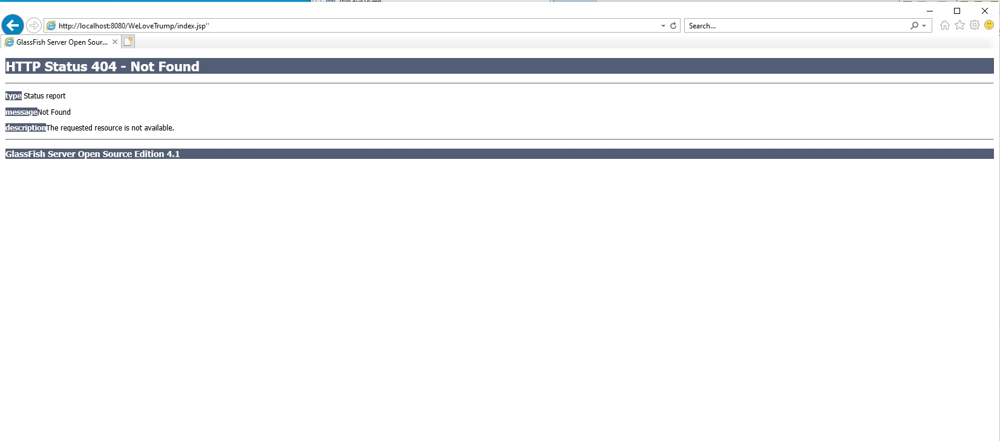 WeLoveTrump
http://localhost:8080/WeLoveTrump/index.jsp"
Search...
GlassFish Server Open Sour...
HTTP Status 404 - Not Found
type Status report
messageNot Found
descriptionThe requested resource is not available.
GlassFish Server Open Source Edition 4.1